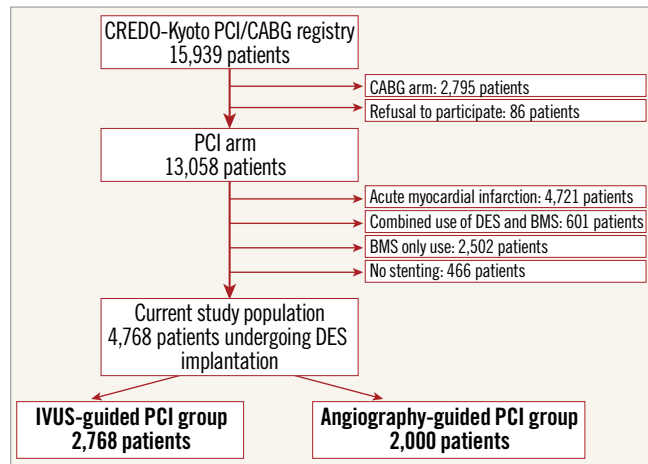 CREDO-Kyoto PCI/CABG registry
15,939 patients
CABG arm: 2,795 patients
Refusal to participate: 86 patients
PCI arm
13,058 patients
Acute myocardial infarction: 4,721 patients
Combined use of DES and BMS: 601 patients
BMS only use: 2,502 patients
No stenting: 466 patients
Current study population
4,768 patients undergoing DES
implantation
IVUS-guided PCI group
2,768 patients
Angiography-guided PCI group
2,000 patients